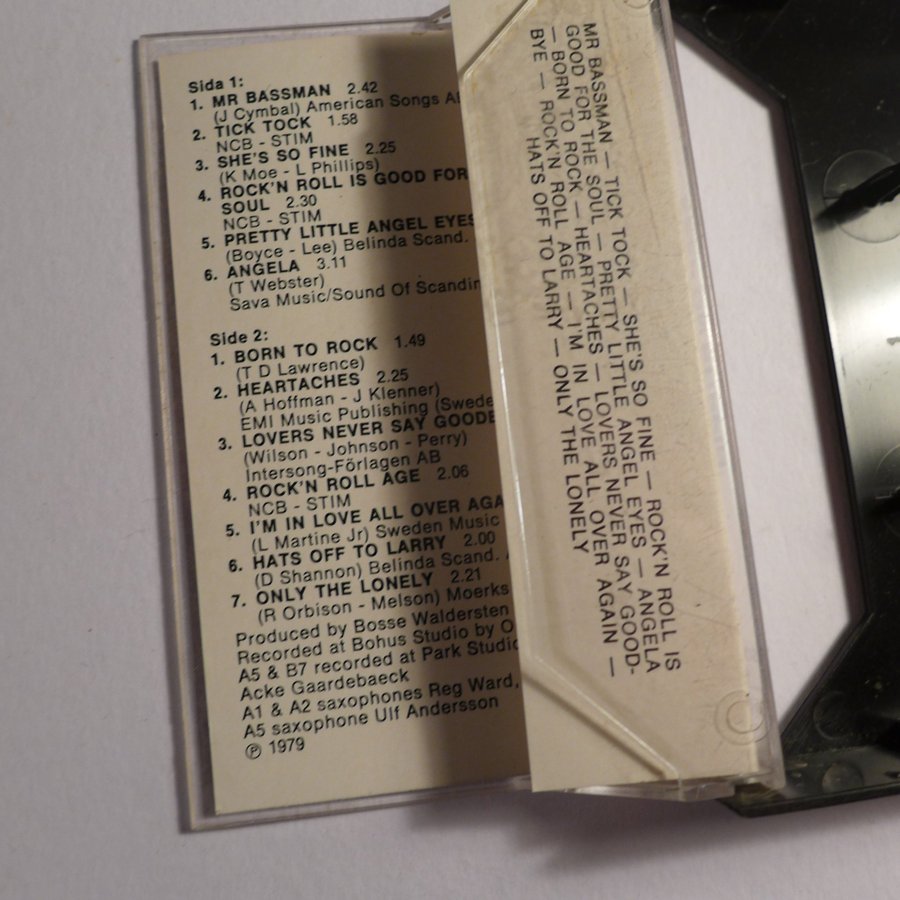 Sida 1:
1. MR BASSMAN 2.42
(J Cymbal) American Songs
2. TICK TOCK 1.58
NCB - STIM
3. SHE'S SO FINE 2.25
(K Moe - L Phillips)
4. ROCK'N ROLL IS GOOD FOR
SOUL 2.30
NCB - STIM
5. PRETTY LITTLE ANGEL EYES
(Boyce - Lee) Belinda Scand.
6. ANGELA 3.11
(T Webster)
Sava Music/Sound Of
Side 2:
1. BORN TO ROCK 1.49
(T D Lawrence)
2. HEARTACHES 2.25
(A Hoffman - J Klenner)
EMI Music Publishing
3. LOVERS NEVER SAY
(Wilson - Johnson - Perry)
Intersong-Förlagen AB
4. ROCK'N ROLL AGE 2.06
NCB - STIM
5. I'M IN LOVE ALL OVER
(L Martine Jr) Sweden Music
6. HATS OFF TO LARRY 2.00
(D Shannon) Belinda Scand.
7. ONLY THE LONELY 2.21
(R Orbison - Melson)
Produced by Bosse Waldersten
Recorded at Bohus Studio by
A5 & B7 recorded at Park
Acke Gaardebaeck
A1 & A2 saxophones Reg Ward,
A5 saxophone Ulf Andersson
℗ 1979
MR BASSMAN — TICK TOCK — SHE'S SO FINE — ROCK'N ROLL IS
GOOD FOR THE SOUL — PRETTY LITTLE ANGEL EYES — ANGELA
— BORN TO ROCK — HEARTACHES — LOVERS NEVER SAY GOOD-
BYE — ROCK'N ROLL AGE — I'M IN LOVE ALL OVER AGAIN —
HATS OFF TO LARRY — ONLY THE LONELY